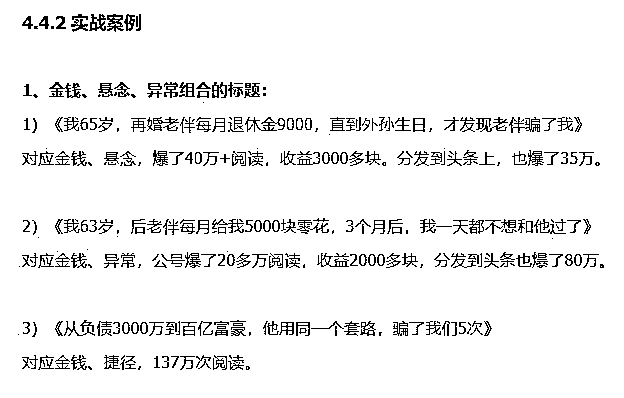 4.4.2 实战案例
1、金钱、悬念、异常组合的标题：
1）《我65岁，再婚老伴每月退休金9000，直到外孙生日，才发现老伴骗了我》
对应金钱、悬念，爆了40万+阅读，收益3000多块。分发到头条上，也爆了35万。
2）《我63岁，后老伴每月给我5000块零花，3个月后，我一天都不想和他过了》
对应金钱、异常，公号爆了20多万阅读，收益2000多块，分发到头条也爆了80万。
3）《从负债3000万到百亿富豪，他用同一个套路，骗了我们5次》
对应金钱、捷径，137万次阅读。